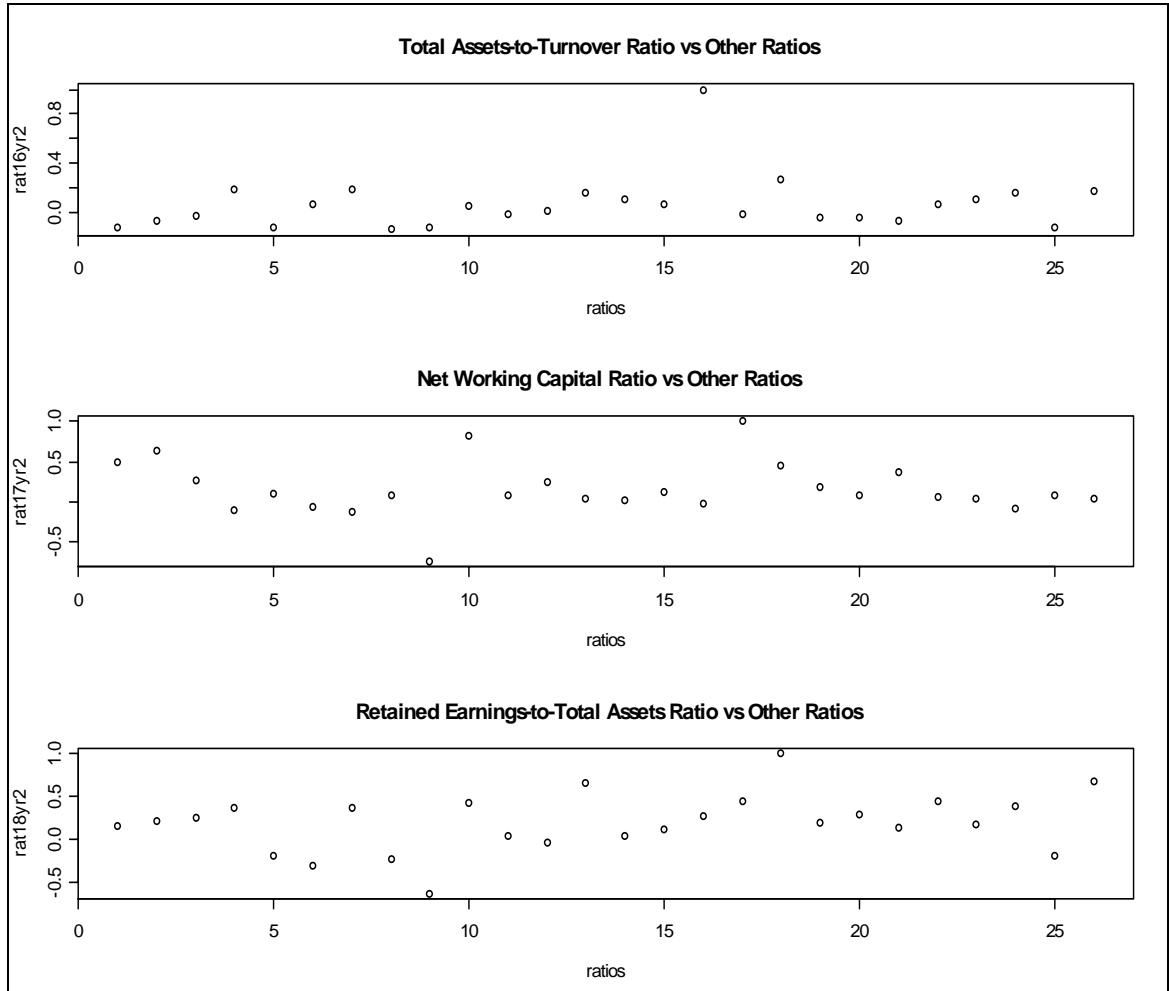 Total Assets-to-Turnover Ratio vs Other Ratios
rat16yr2
0.0 0.4 0.8
0 5 10 15 20 25
ratios
Net Working Capital Ratio vs Other Ratios
rat17yr2
-0.5 0.5 1.0
0 5 10 15 20 25
ratios
Retained Earnings-to-Total Assets Ratio vs Other Ratios
rat18yr2
-0.5 0.0 0.5 1.0
0 5 10 15 20 25
ratios